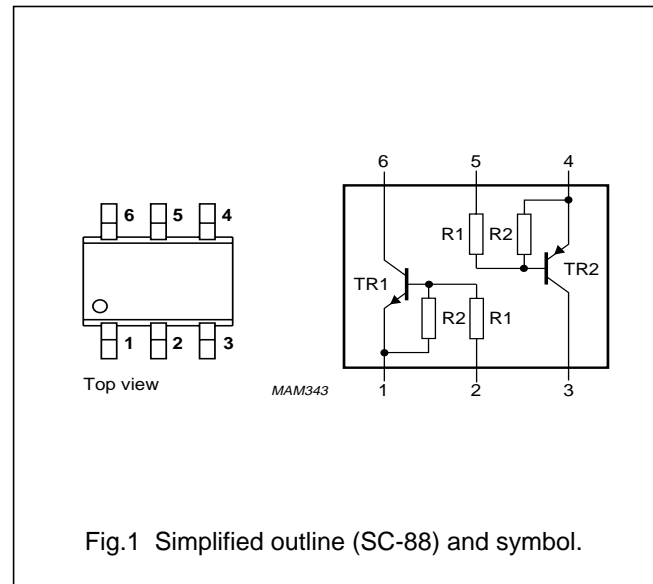 6 5 4
6 5 4
R1 R2
TR2
TR1
R2 R1
1 2 3
Top view
MAM343
1 2 3
Fig.1 Simplified outline (SC-88) and symbol.